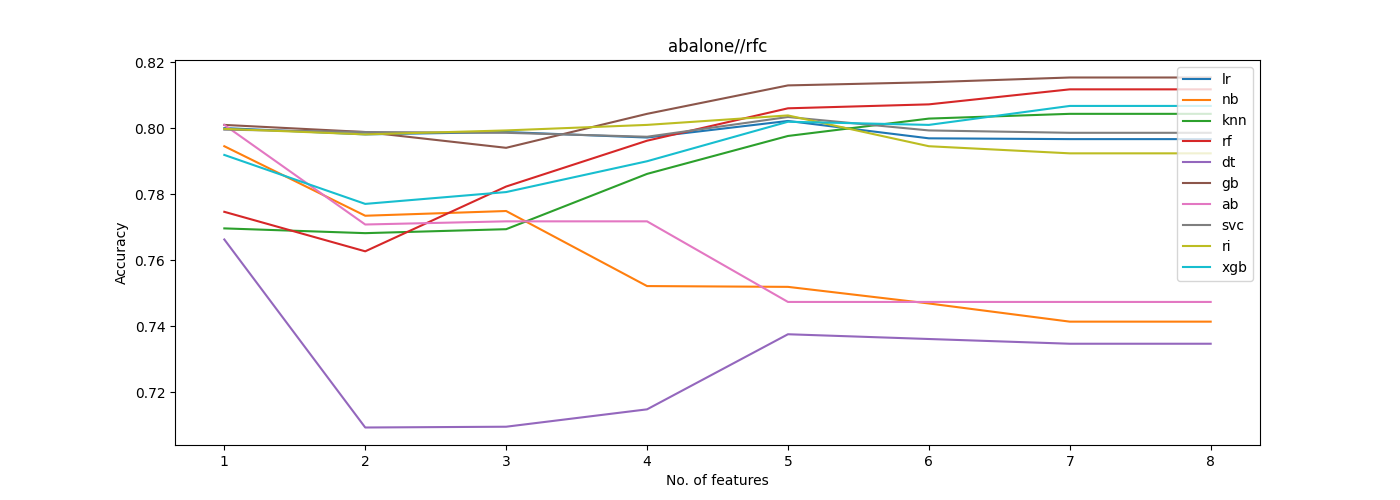 abalone//rfc
Accuracy
0.82
0.80
0.78
0.76
0.74
0.72
lr
nb
knn
rf
dt
gb
ab
svc
ri
xgb
1 2 3 4 5 6 7 8
No. of features